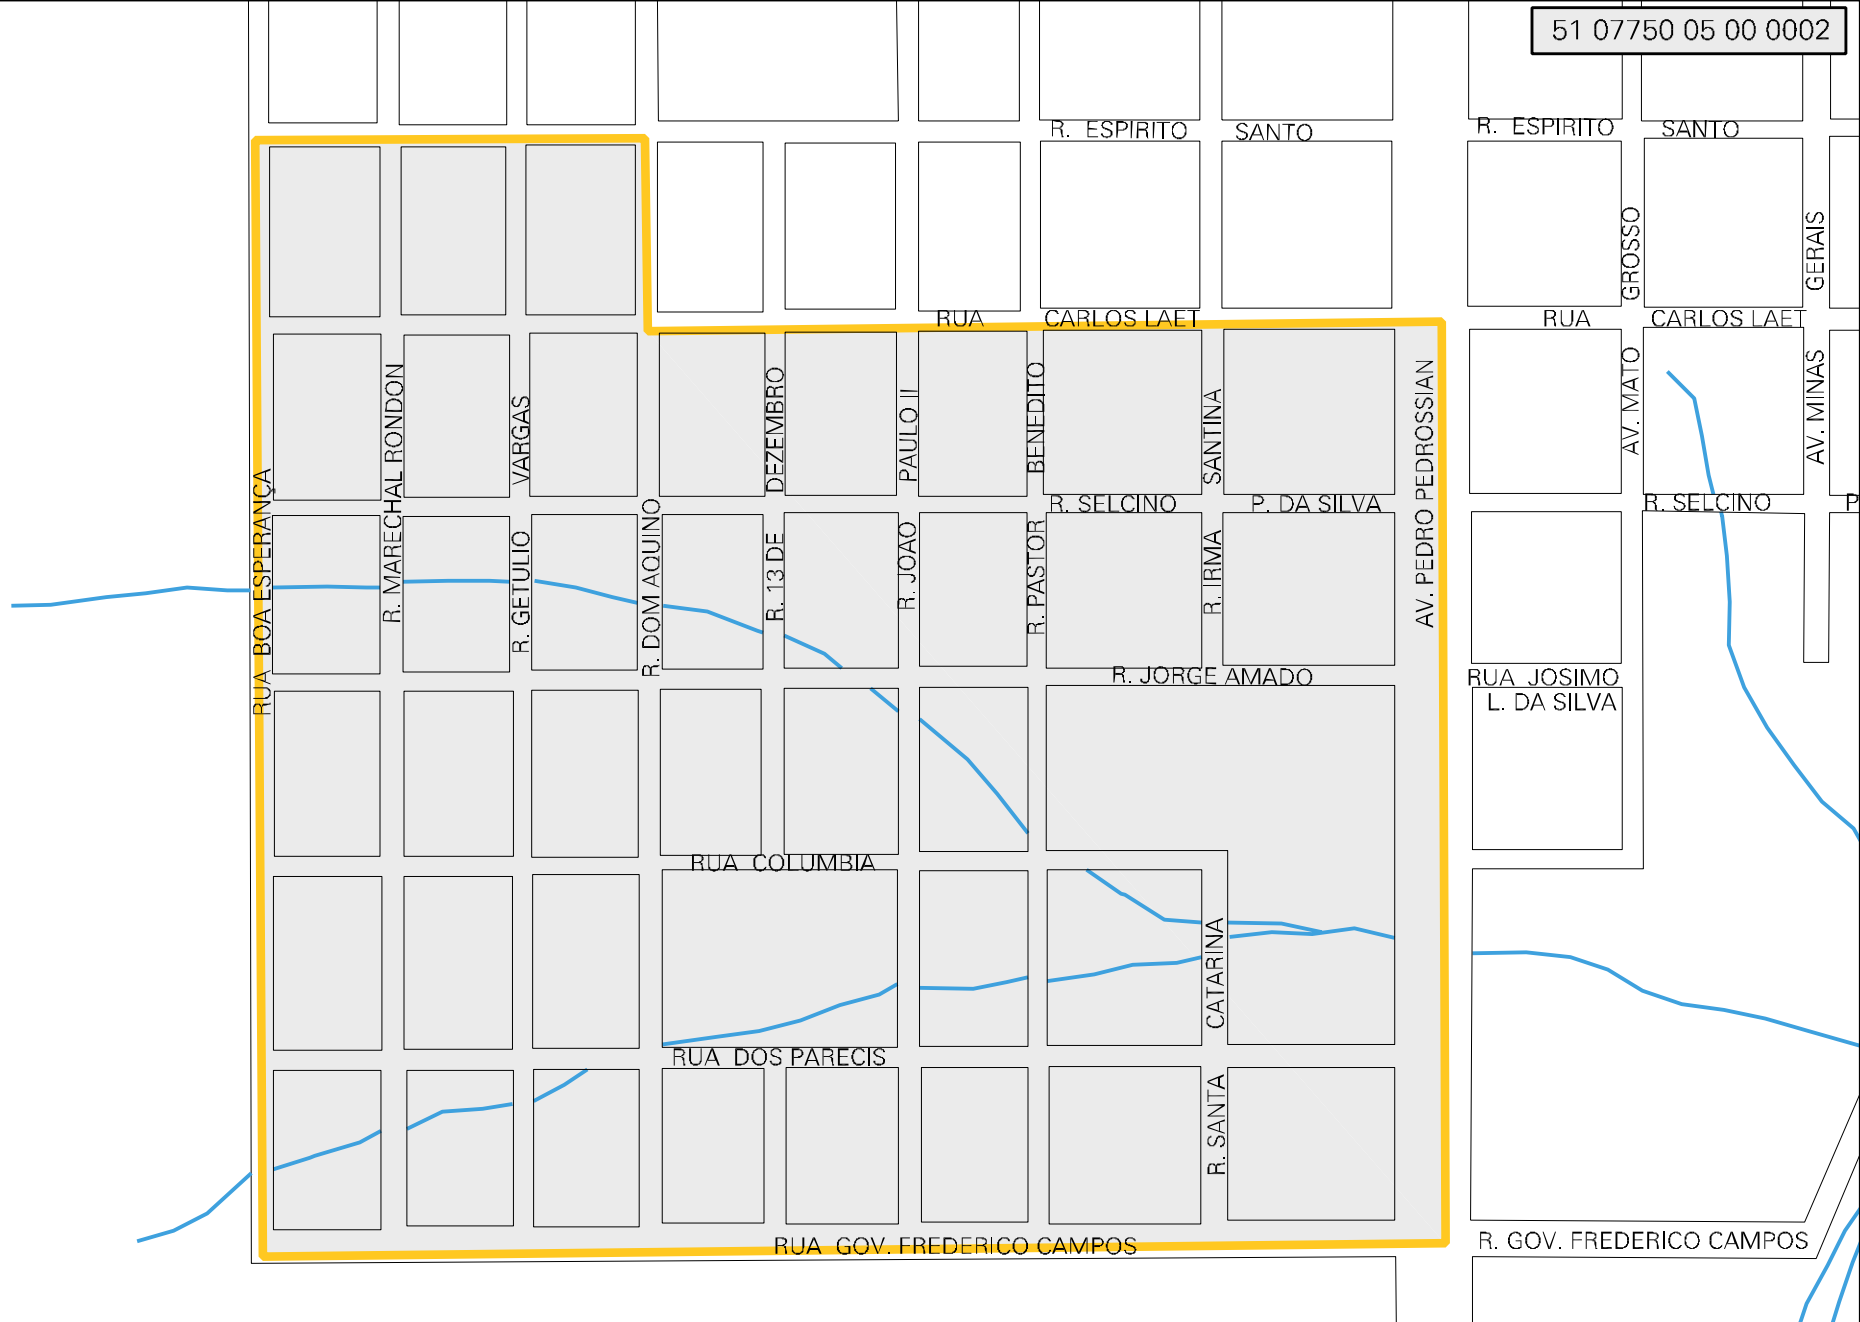 51 07750 05 00 0002
R. ESPIRITO SANTO
R. ESPIRITO SANTO
RUA CARLOS LAET
RUA CARLOS LAET
AV. MATO GROSSO
AV. MINAS GERAIS
RUA BOA ESPERANÇA
R. MARECHAL RONDON
R. GETULIO VARGAS
R. DOM AQUINO
R. 13 DE DEZEMBRO
R. JOAO PAULO II
R. PASTOR BENEDITO
R. IRMA SANTINA
AV. PEDRO PEDROSSIAN
R. SELCINO P. DA SILVA
R. SELCINO P
R. JORGE AMADO
RUA JOSIMO
L. DA SILVA
RUA COLUMBIA
R. SANTA CATARINA
RUA DOS PARECIS
RUA GOV. FREDERICO CAMPOS
R. GOV. FREDERICO CAMPOS